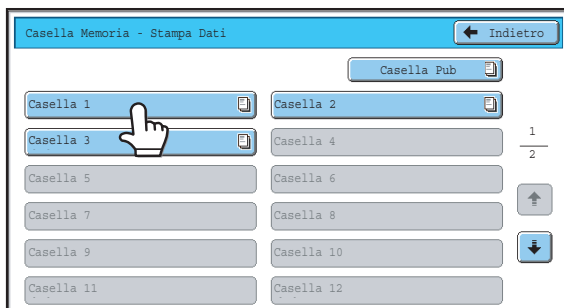 Casella Memoria - Stampa Dati
Indietro
Casella Pub
Casella 1
Casella 2
Casella 3
Casella 4
1
2
Casella 5
Casella 6
Casella 7
Casella 8
Casella 9
Casella 10
Casella 11
Casella 12